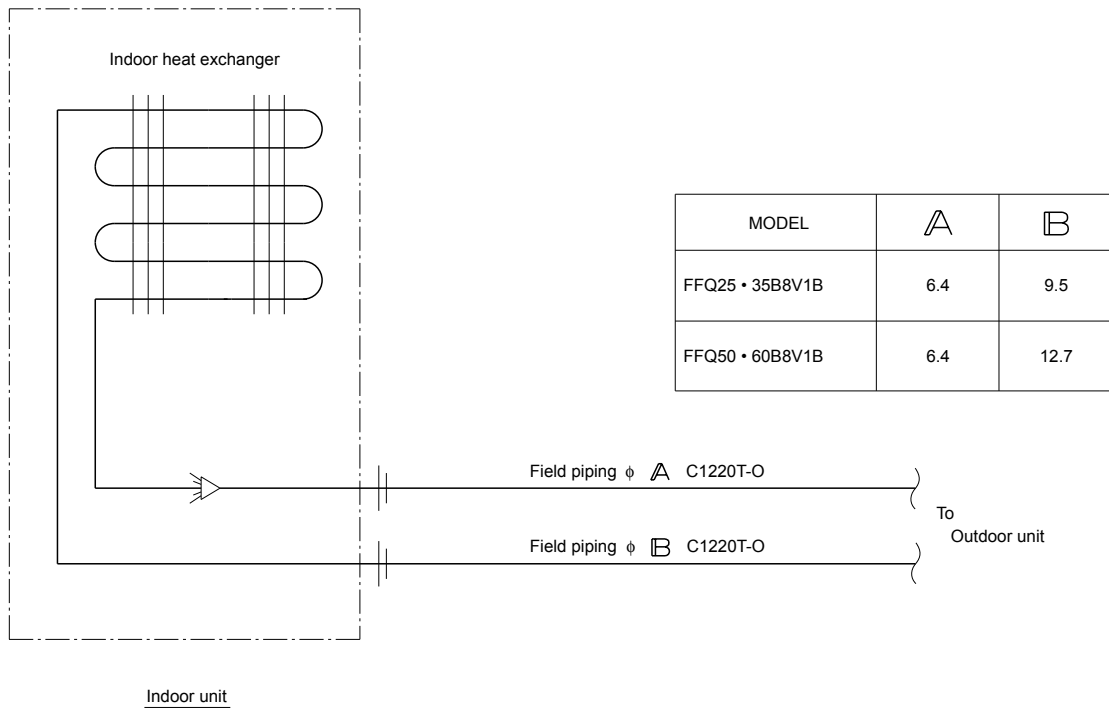 Indoor heat exchanger
MODEL A B
FFQ25 • 35B8V1B 6.4 9.5
FFQ50 • 60B8V1B 6.4 12.7
Field piping ϕ A C1220T-O
To
Outdoor unit
Field piping ϕ B C1220T-O
Indoor unit